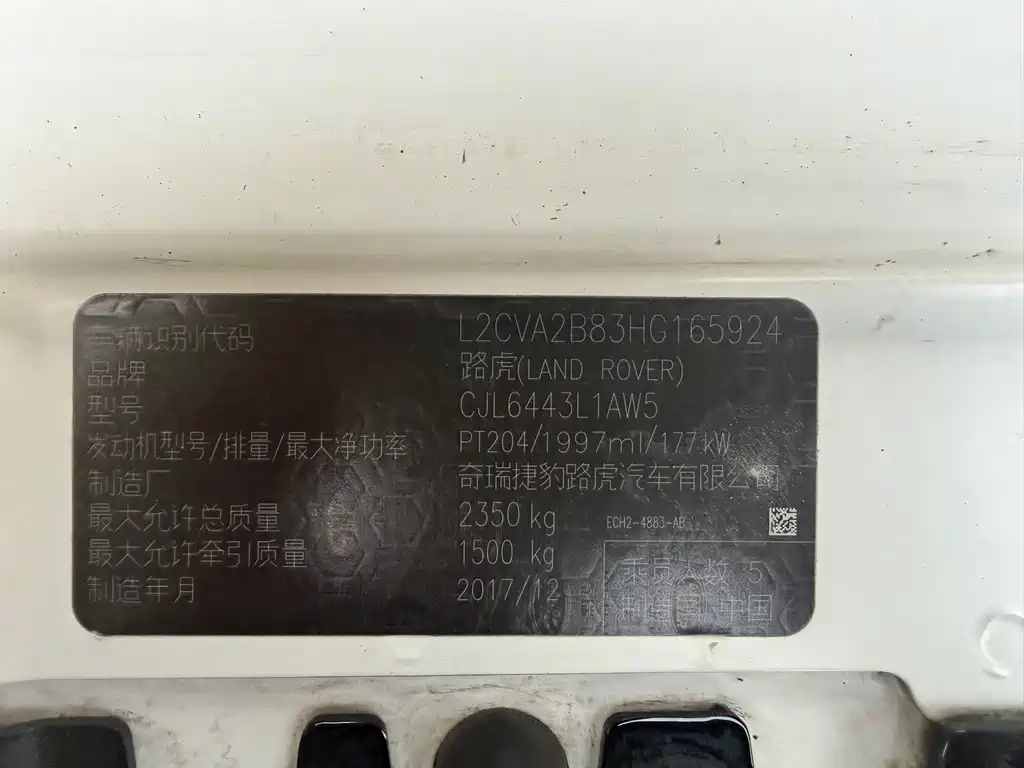 车辆识别代码 L2CVA2B83HG165924
品牌 路虎(LAND ROVER)
型号 CJL6443L1AW5
发动机型号/排量/最大净功率 PT204/1997ml/177kW
制造厂 奇瑞捷豹路虎汽车有限公司
最大允许总质量 2350 kg
ECH2-4883-AB
最大允许牵引质量 1500 kg
乘员人数 5
制造年月 2017/12
制造国 中国